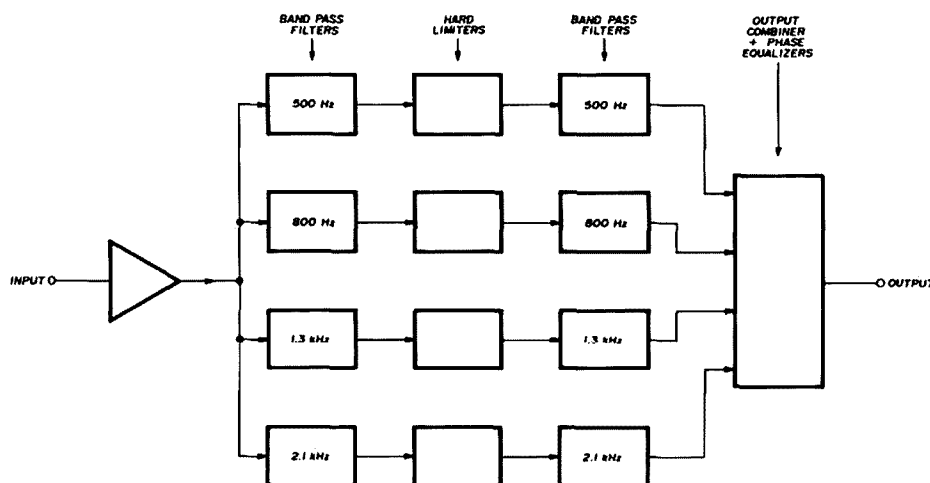 BAND PASS
FILTERS
HARD
LIMITERS
BAND PASS
FILTERS
OUTPUT
COMBINER
+ PHASE
EQUALIZERS
500 Hz
500 Hz
800 Hz
800 Hz
INPUT
OUTPUT
1.3 kHz
1.3 kHz
2.1 kHz
2.1 kHz